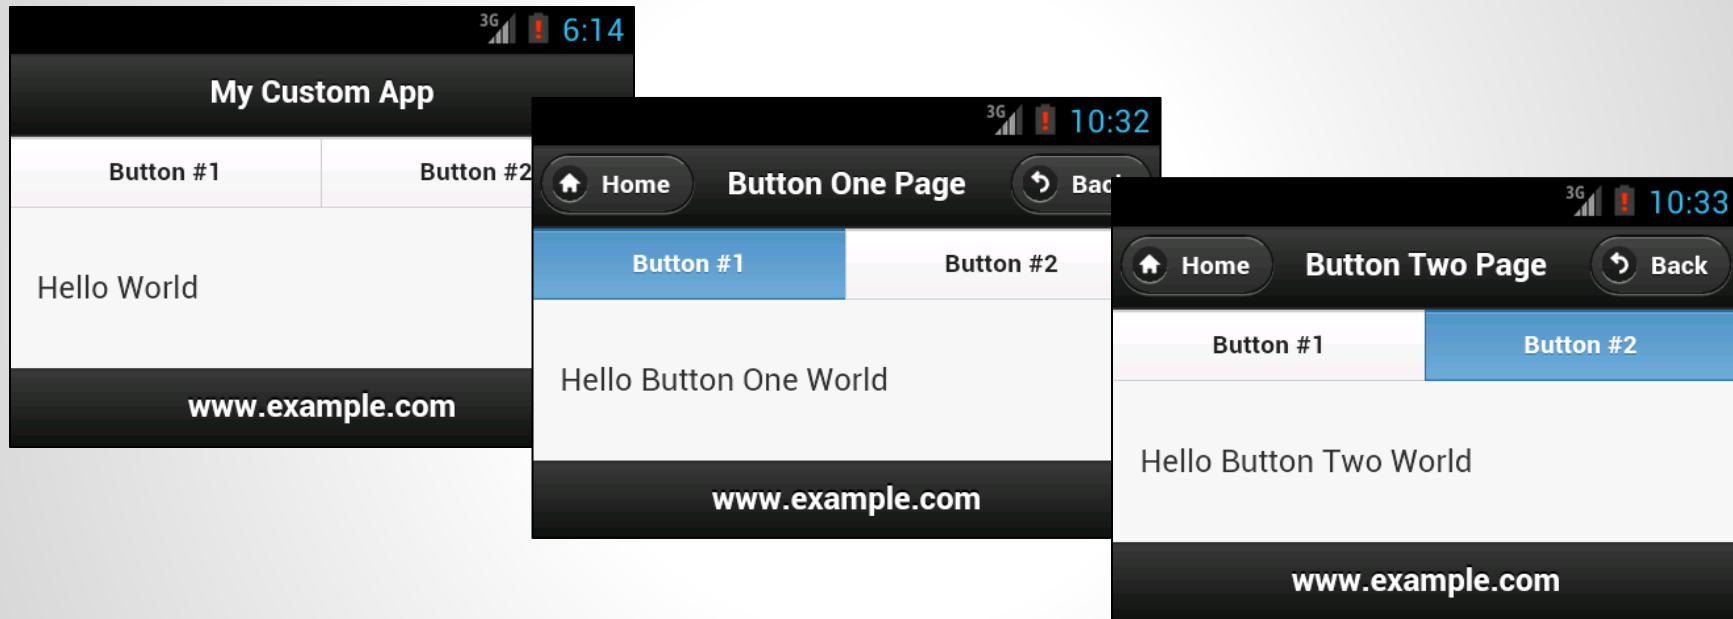 3G 6:14
My Custom App
Button #1 Button #2
Hello World
www.example.com
3G 10:32
Home Button One Page
Button #1 Button #2
Hello Button One World
www.example.com
3G 10:33
Home Button Two Page Back
Button #1 Button #2
Hello Button Two World
www.example.com